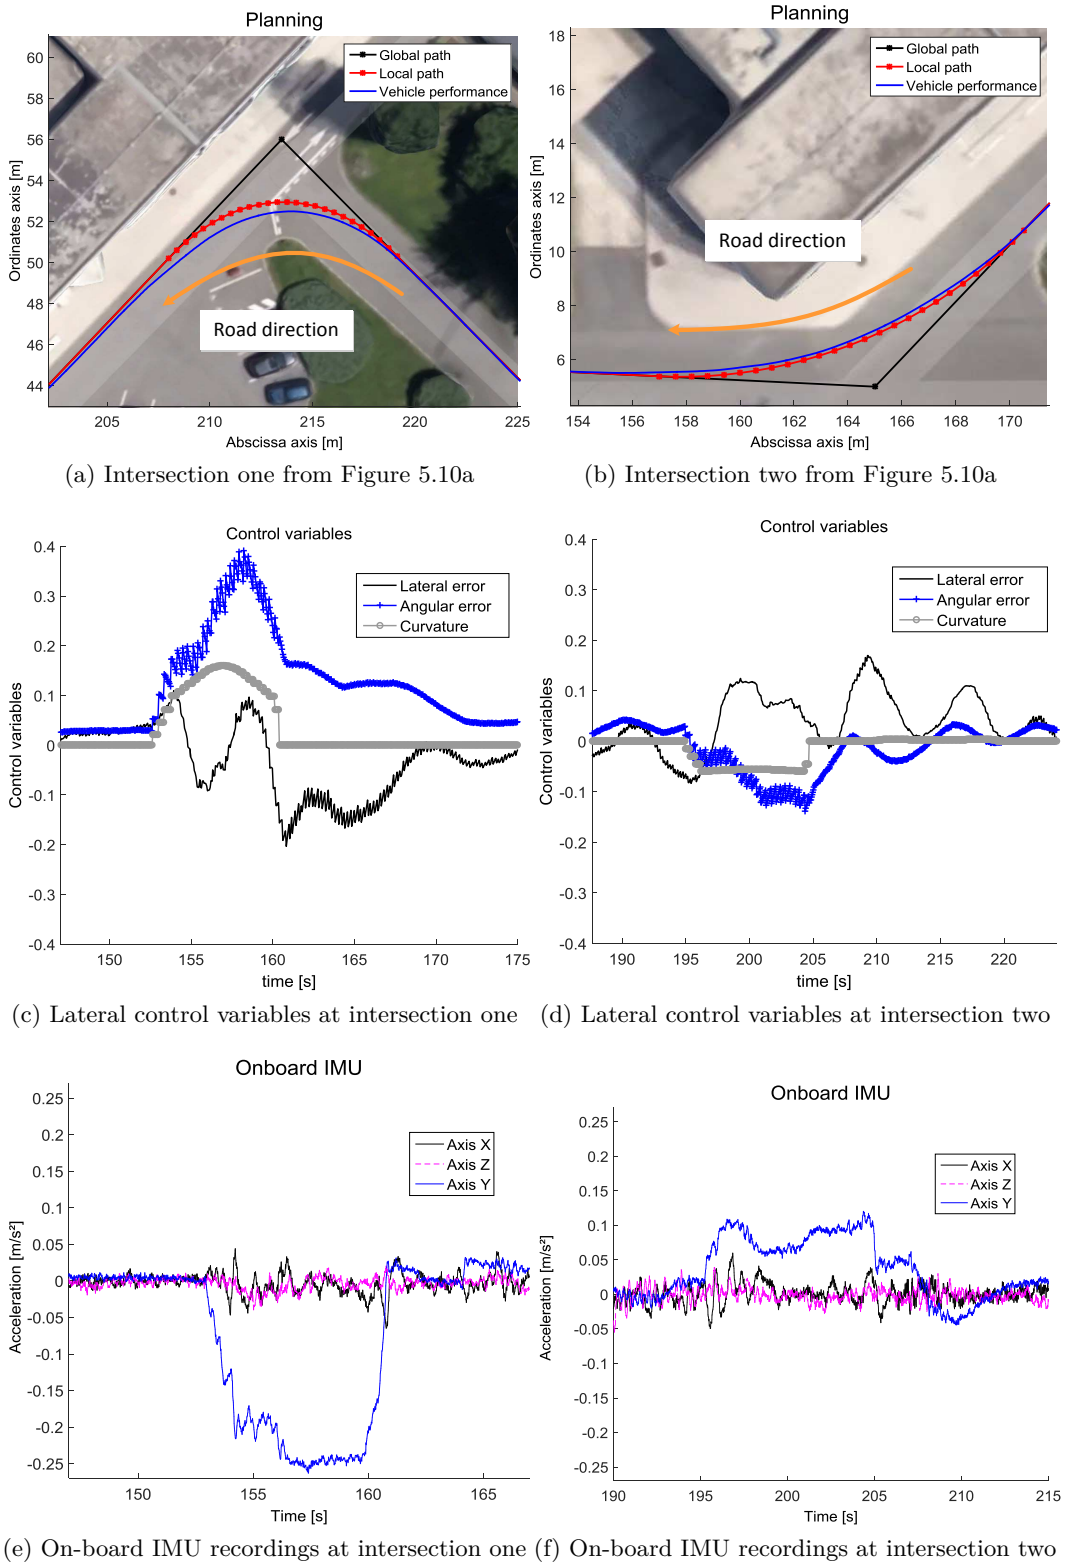 Planning
Global path
Local path
Vehicle performance
Road direction
60
58
56
54
52
50
48
46
44
205
210
215
220
225
Ordinates axis [m]
Abscissa axis [m]
(a) Intersection one from Figure 5.10a
Planning
Global path
Local path
Vehicle performance
Road direction
18
16
14
12
10
8
6
154
156
158
160
162
164
166
168
170
Ordinates axis [m]
Abscissa axis [m]
(b) Intersection two from Figure 5.10a
Control variables
Lateral error
Angular error
Curvature
0.4
0.3
0.2
0.1
0
-0.1
-0.2
-0.3
-0.4
150
155
160
165
170
175
Control variables
time [s]
(c) Lateral control variables at intersection one
Control variables
Lateral error
Angular error
Curvature
0.4
0.3
0.2
0.1
0
-0.1
-0.2
-0.3
-0.4
190
195
200
205
210
215
220
Control variables
time [s]
(d) Lateral control variables at intersection two
Onboard IMU
Axis X
Axis Z
Axis Y
0.25
0.2
0.15
0.1
0.05
0
-0.05
-0.1
-0.15
-0.2
-0.25
150
155
160
165
Acceleration [m/s²]
Time [s]
(e) On-board IMU recordings at intersection one
Onboard IMU
Axis X
Axis Z
Axis Y
0.25
0.2
0.15
0.1
0.05
0
-0.05
-0.1
-0.15
-0.2
-0.25
190
195
200
205
210
215
Acceleration [m/s²]
Time [s]
(f) On-board IMU recordings at intersection two